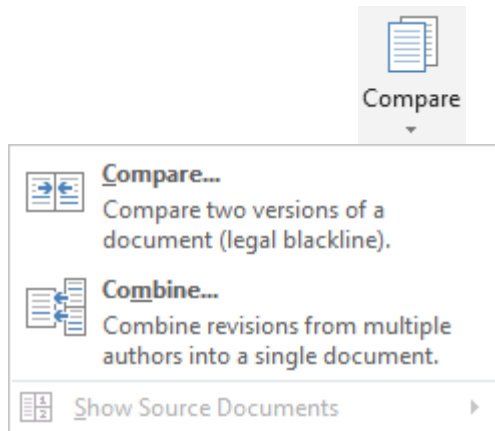 Compare
Compare...
Compare two versions of a
document (legal blackline).
Combine...
Combine revisions from multiple
authors into a single document.
Show Source Documents